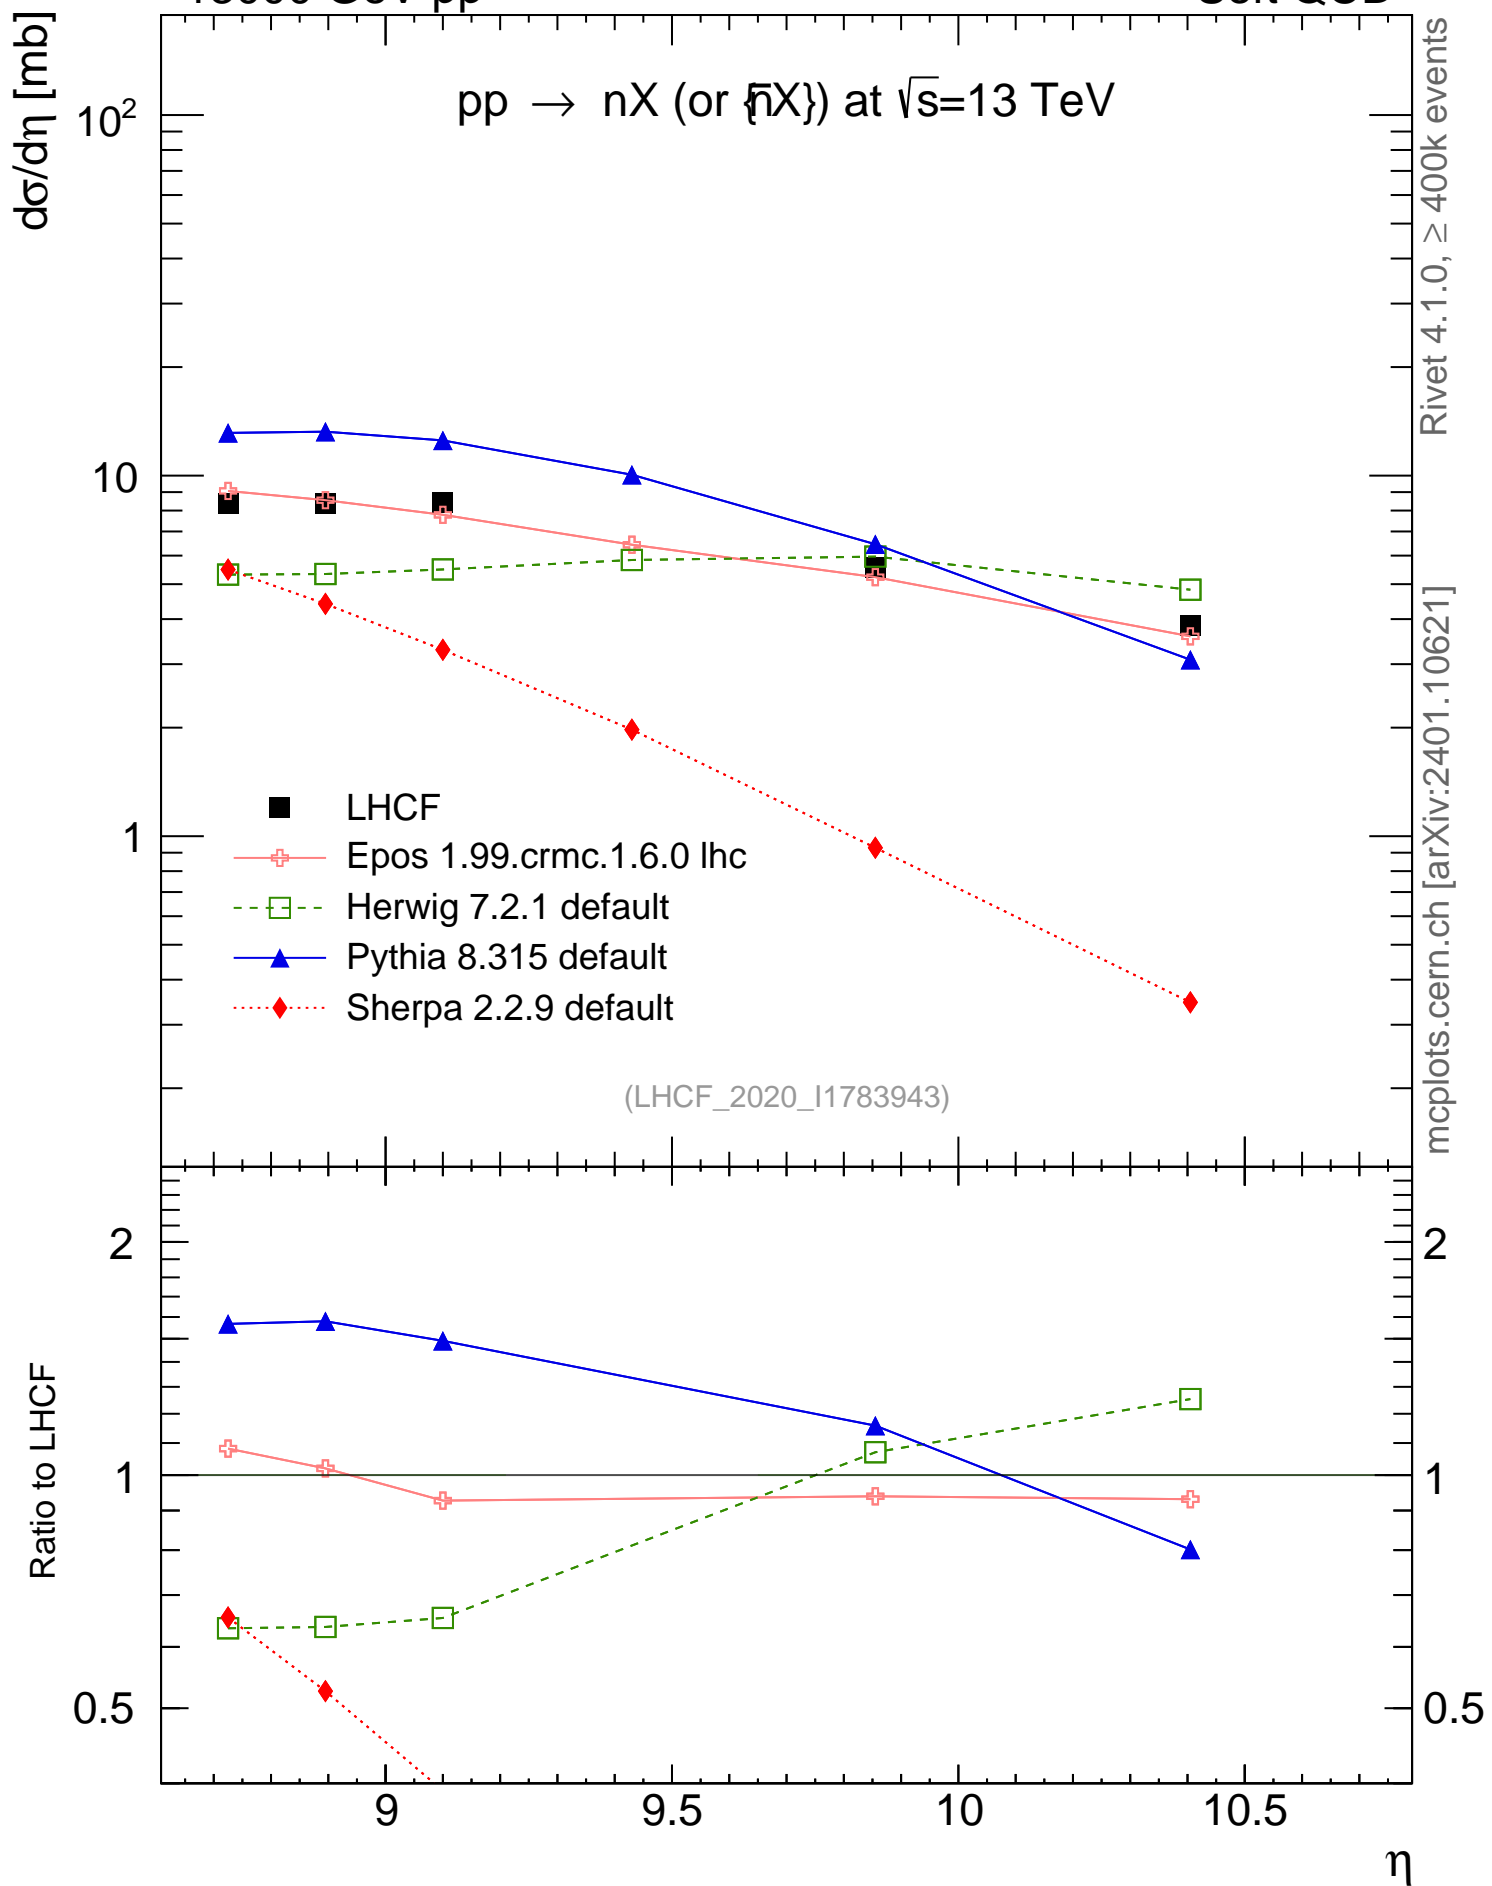 dσ/dη [mb]
pp → nX (or {n̄X}) at √s=13 TeV
10²
10
1
LHCF
Epos 1.99.crmc.1.6.0 lhc
Herwig 7.2.1 default
Pythia 8.315 default
Sherpa 2.2.9 default
(LHCF_2020_I1783943)
Rivet 4.1.0, ≥ 400k events
mcplots.cern.ch [arXiv:2401.10621]
Ratio to LHCF
2
1
0.5
2
1
0.5
9
9.5
10
10.5
η